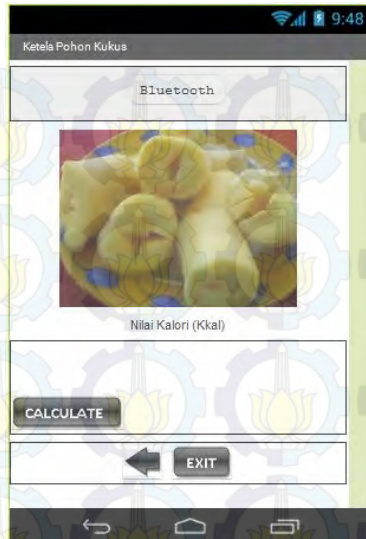 9:48
Ketela Pohon Kukus
Bluetooth
Nilai Kalori (Kkal)
CALCULATE
EXIT